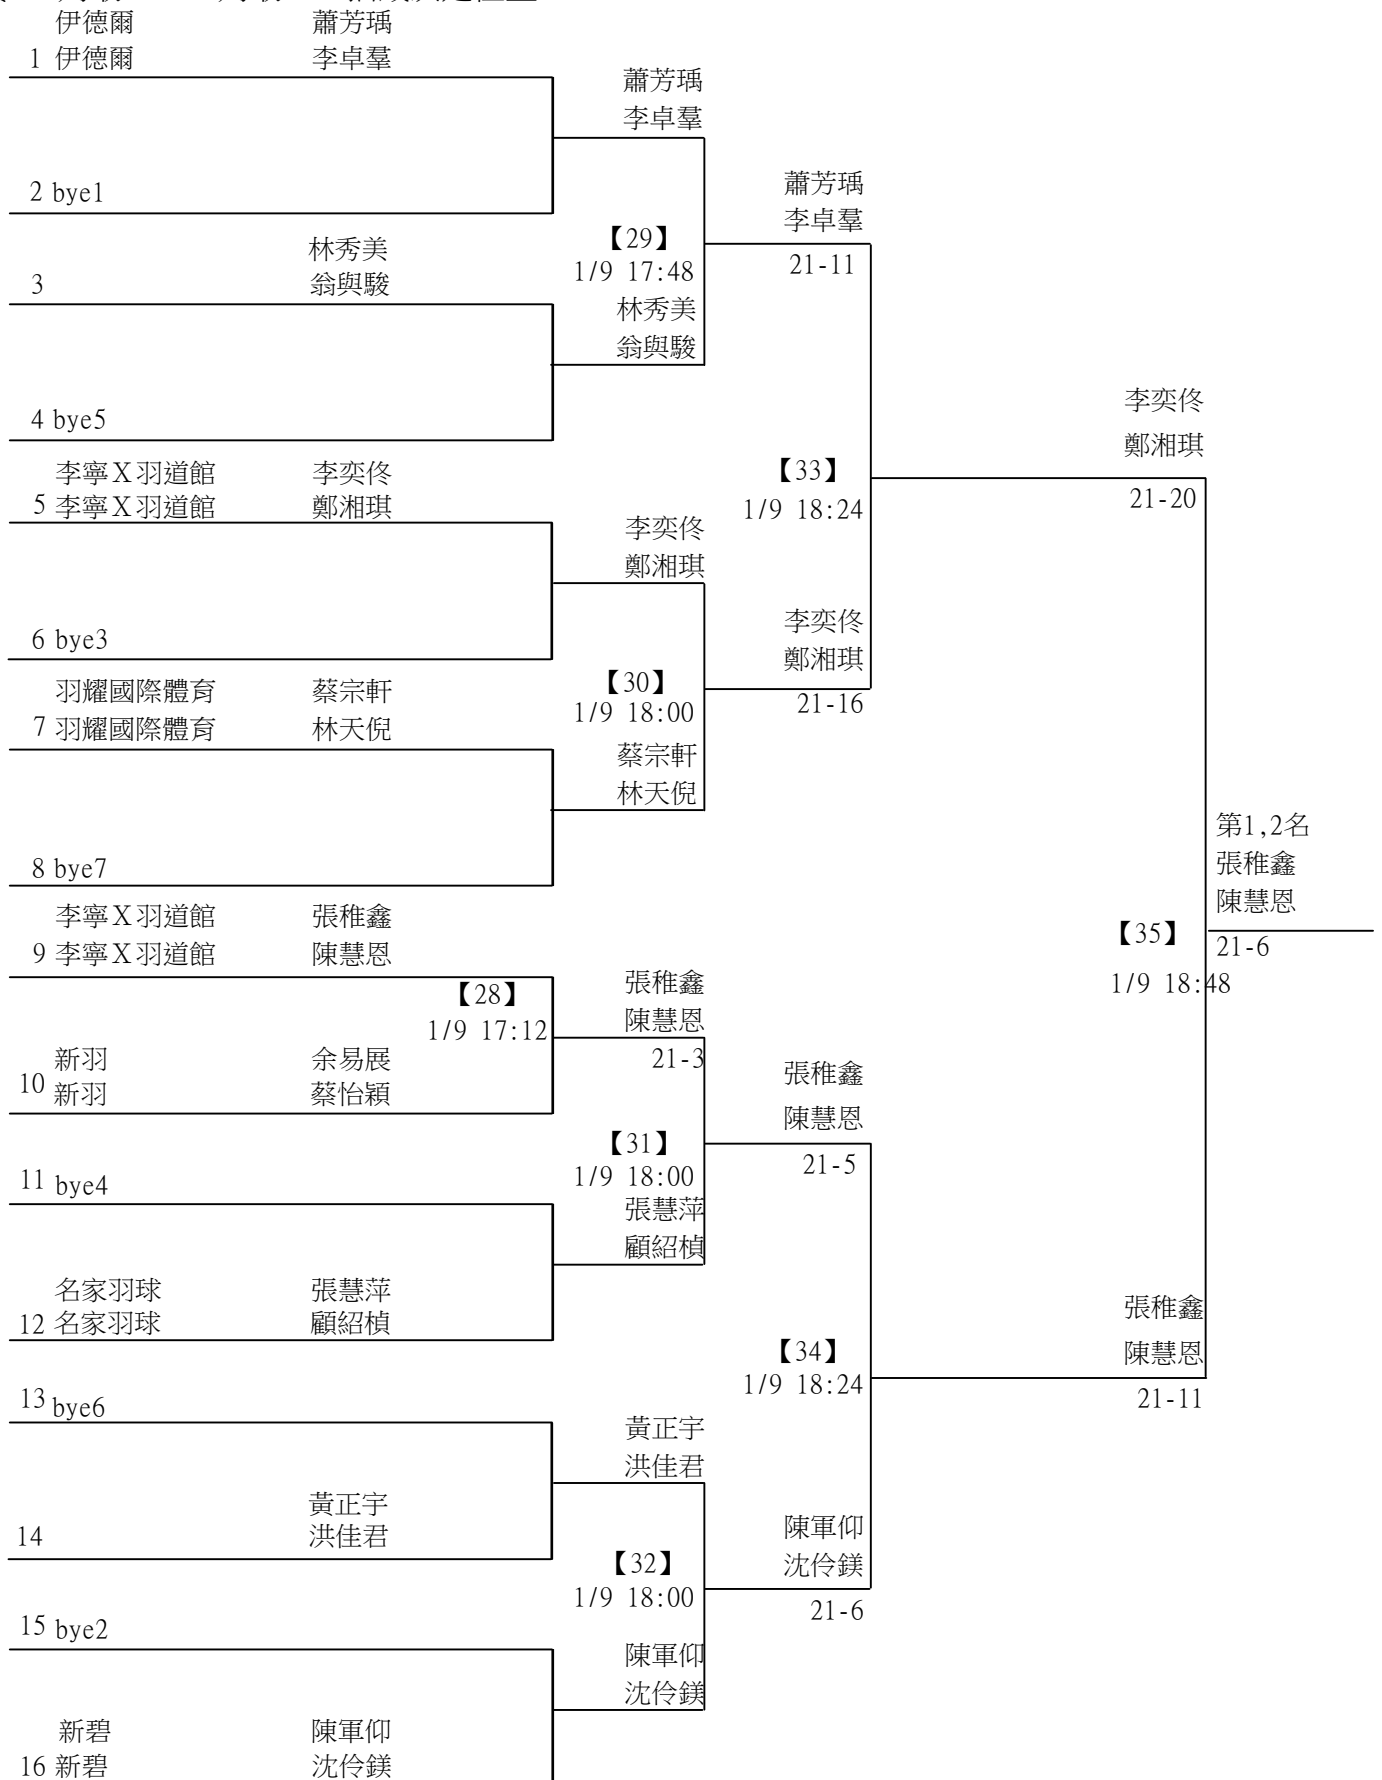 伊德爾 蕭芳瑀
1 伊德爾 李卓羣
蕭芳瑀
李卓羣
2 bye1
蕭芳瑀
李卓羣
21-11
【29】
1/9 17:48
林秀美
3 翁與駿
林秀美
翁與駿
4 bye5
李奕佟
鄭湘琪
21-20
【33】
1/9 18:24
李寧X羽道館 李奕佟
5 李寧X羽道館 鄭湘琪
李奕佟
鄭湘琪
6 bye3
李奕佟
鄭湘琪
21-16
【30】
1/9 18:00
羽耀國際體育 蔡宗軒
7 羽耀國際體育 林天倪
蔡宗軒
林天倪
8 bye7
第1,2名
張稚鑫
陳慧恩
21-6
【35】
1/9 18:48
李寧X羽道館 張稚鑫
9 李寧X羽道館 陳慧恩
【28】
1/9 17:12
張稚鑫
陳慧恩
21-3
新羽 余易展
10 新羽 蔡怡穎
張稚鑫
陳慧恩
21-5
【31】
1/9 18:00
11 bye4
張慧萍
顧紹楨
名家羽球 張慧萍
12 名家羽球 顧紹楨
張稚鑫
陳慧恩
21-11
【34】
1/9 18:24
13 bye6
黃正宇
洪佳君
黃正宇
14 洪佳君
陳軍仰
沈伶鎂
21-6
【32】
1/9 18:00
15 bye2
陳軍仰
沈伶鎂
新碧 陳軍仰
16 新碧 沈伶鎂